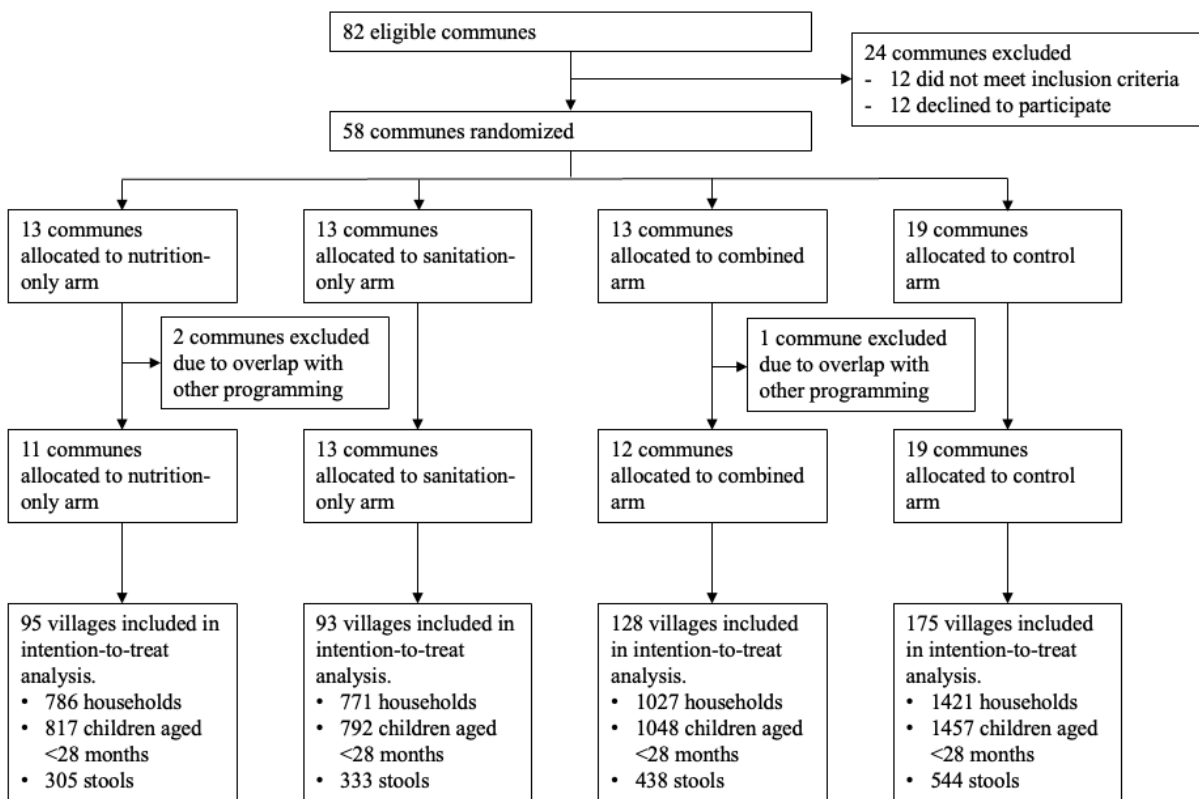 82 eligible communes
24 communes excluded
- 12 did not meet inclusion criteria
- 12 declined to participate
58 communes randomized
13 communes
allocated to nutrition-
only arm
13 communes
allocated to sanitation-
only arm
13 communes
allocated to combined
arm
19 communes
allocated to control
arm
2 communes excluded
due to overlap with
other programming
1 commune excluded
due to overlap with
other programming
11 communes
allocated to nutrition-
only arm
13 communes
allocated to sanitation-
only arm
12 communes
allocated to combined
arm
19 communes
allocated to control
arm
95 villages included in
intention-to-treat
analysis.
• 786 households
• 817 children aged
<28 months
• 305 stools
93 villages included in
intention-to-treat
analysis.
• 771 households
• 792 children aged
<28 months
• 333 stools
128 villages included
in intention-to-treat
analysis.
• 1027 households
• 1048 children aged
<28 months
• 438 stools
175 villages included
in intention-to-treat
analysis.
• 1421 households
• 1457 children aged
<28 months
• 544 stools